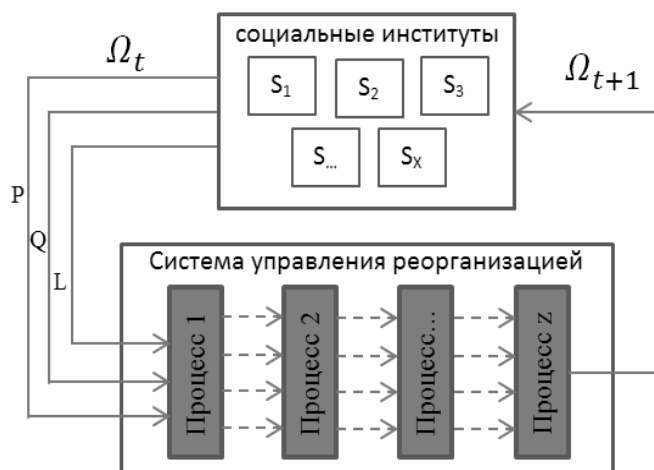 социальные институты
Ω_t
Ω_{t+1}
S₁
S₂
S₃
S...
Sₓ
P
Q
L
Система управления реорганизацией
Процесс 1
Процесс 2
Процесс...
Процесс z